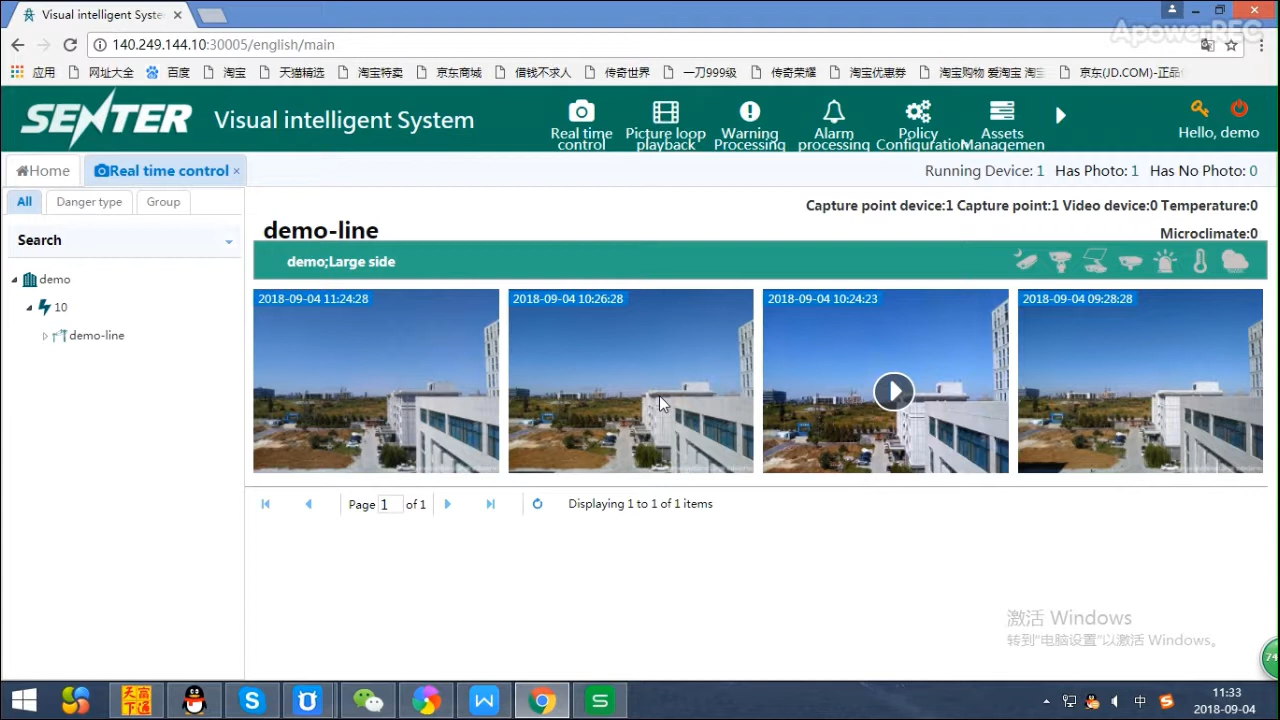 Visual intelligent Syste
ApowerREC
140.249.144.10:30005/english/main
应用 网址大全 百度 淘宝 天猫精选 淘宝特卖 京东商城 借钱不求人 传奇世界 一刀999级 传奇荣耀 淘宝优惠券 淘宝购物 爱淘宝 淘宝 京东(JD.COM)-正品
SENTER Visual intelligent System
Real time control
Picture loop playback
Warning Processing
Alarm processing
Policy Configuration
Assets Managemen
Hello, demo
Home Real time control × Running Device: 1 Has Photo: 1 Has No Photo: 0
All Danger type Group
Capture point device:1 Capture point:1 Video device:0 Temperature:0
Microclimate:0
Search
demo-line
demo;Large side
demo
10
demo-line
2018-09-04 11:24:28 2018-09-04 10:26:28 2018-09-04 10:24:23 2018-09-04 09:28:28
Page 1 of 1 Displaying 1 to 1 of 1 items
激活 Windows
转到"电脑设置"以激活 Windows。
74
天富下通
S U W S
中 S
11:33
2018-09-04